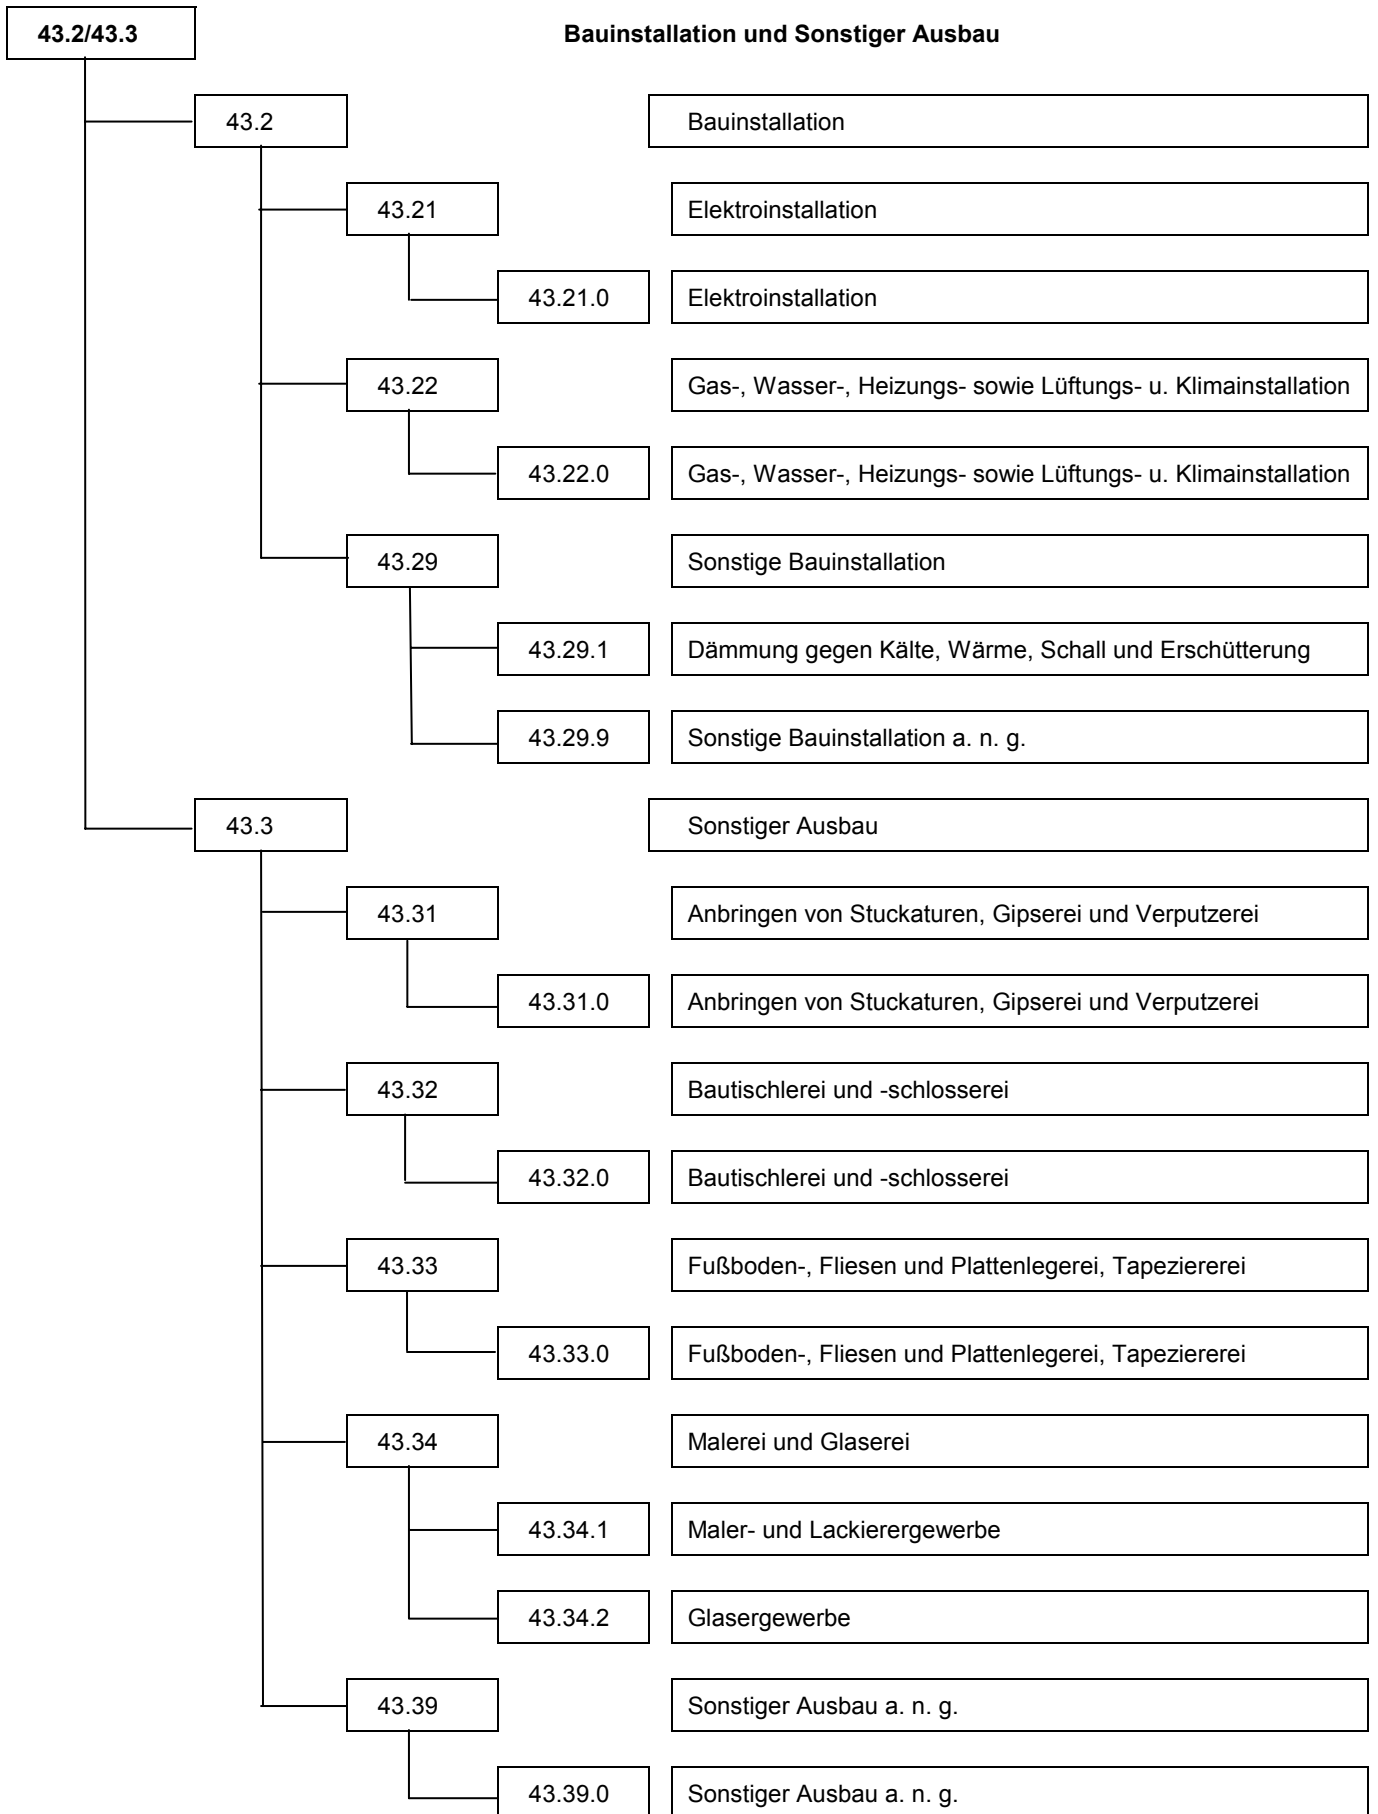 43.2/43.3 Bauinstallation und Sonstiger Ausbau
43.2 Bauinstallation
43.21 Elektroinstallation
43.21.0 Elektroinstallation
43.22 Gas-, Wasser-, Heizungs- sowie Lüftungs- u. Klimainstallation
43.22.0 Gas-, Wasser-, Heizungs- sowie Lüftungs- u. Klimainstallation
43.29 Sonstige Bauinstallation
43.29.1 Dämmung gegen Kälte, Wärme, Schall und Erschütterung
43.29.9 Sonstige Bauinstallation a. n. g.
43.3 Sonstiger Ausbau
43.31 Anbringen von Stuckaturen, Gipserei und Verputzerei
43.31.0 Anbringen von Stuckaturen, Gipserei und Verputzerei
43.32 Bautischlerei und -schlosserei
43.32.0 Bautischlerei und -schlosserei
43.33 Fußboden-, Fliesen und Plattenlegerei, Tapeziererei
43.33.0 Fußboden-, Fliesen und Plattenlegerei, Tapeziererei
43.34 Malerei und Glaserei
43.34.1 Maler- und Lackierergewerbe
43.34.2 Glasergewerbe
43.39 Sonstiger Ausbau a. n. g.
43.39.0 Sonstiger Ausbau a. n. g.